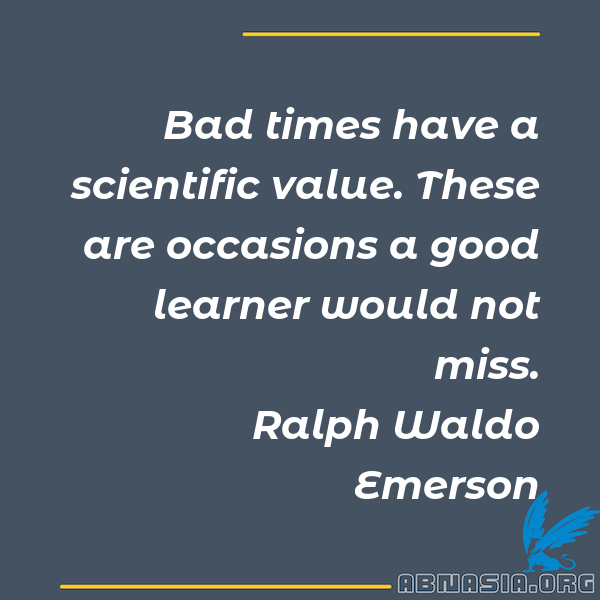 Bad times have a
scientific value. These
are occasions a good
learner would not
miss.
Ralph Waldo
Emerson
ABNASIA.ORG